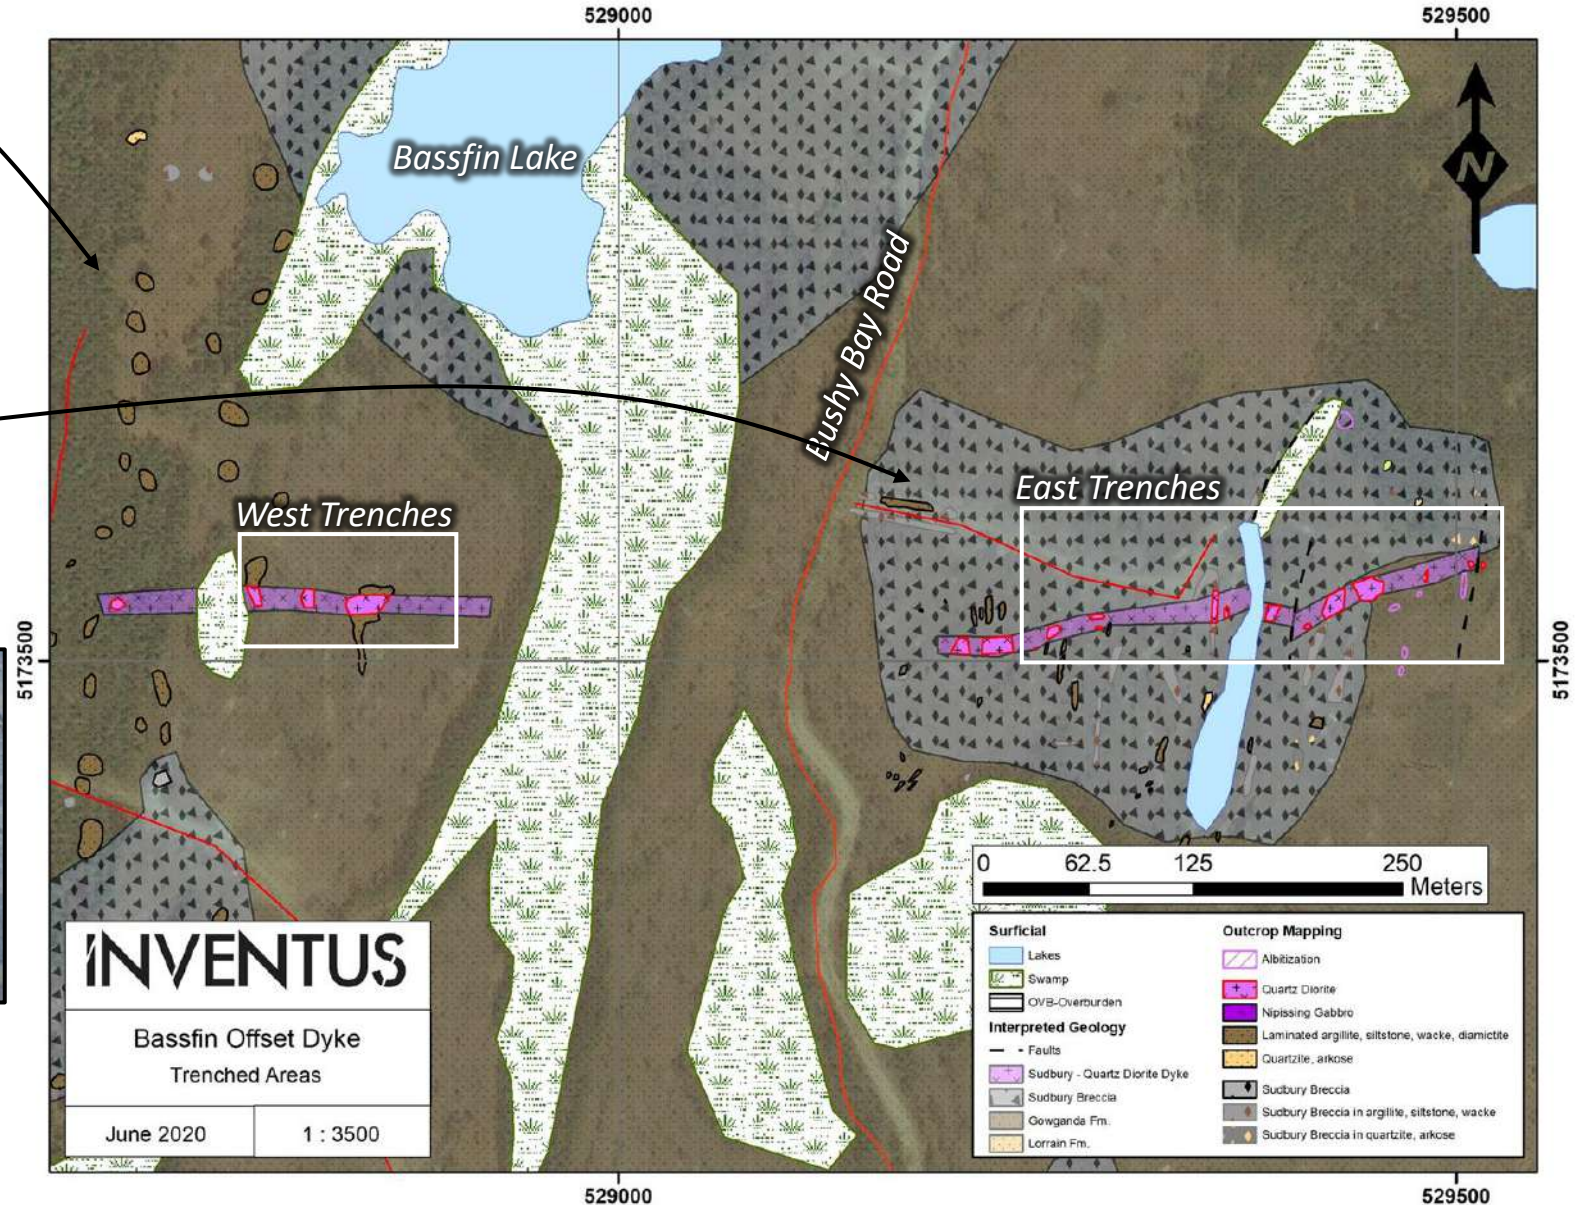 529000
529500
Bassfin Lake
Bushy Bay Road
N
West Trenches
East Trenches
5173500
5173500
0 62.5 125 250
Meters
INVENTUS
Bassfin Offset Dyke
Trenched Areas
June 2020
1 : 3500
Surficial
Lakes
Swamp
OVB-Overburden
Interpreted Geology
Faults
Sudbury - Quartz Diorite Dyke
Sudbury Breccia
Gowganda Fm.
Lorrain Fm.
Outcrop Mapping
Albitization
Quartz Diorite
Nipissing Gabbro
Laminated argillite, siltstone, wacke, diamictite
Quartzite, arkose
Sudbury Breccia
Sudbury Breccia in argillite, siltstone, wacke
Sudbury Breccia in quartzite, arkose
529000
529500